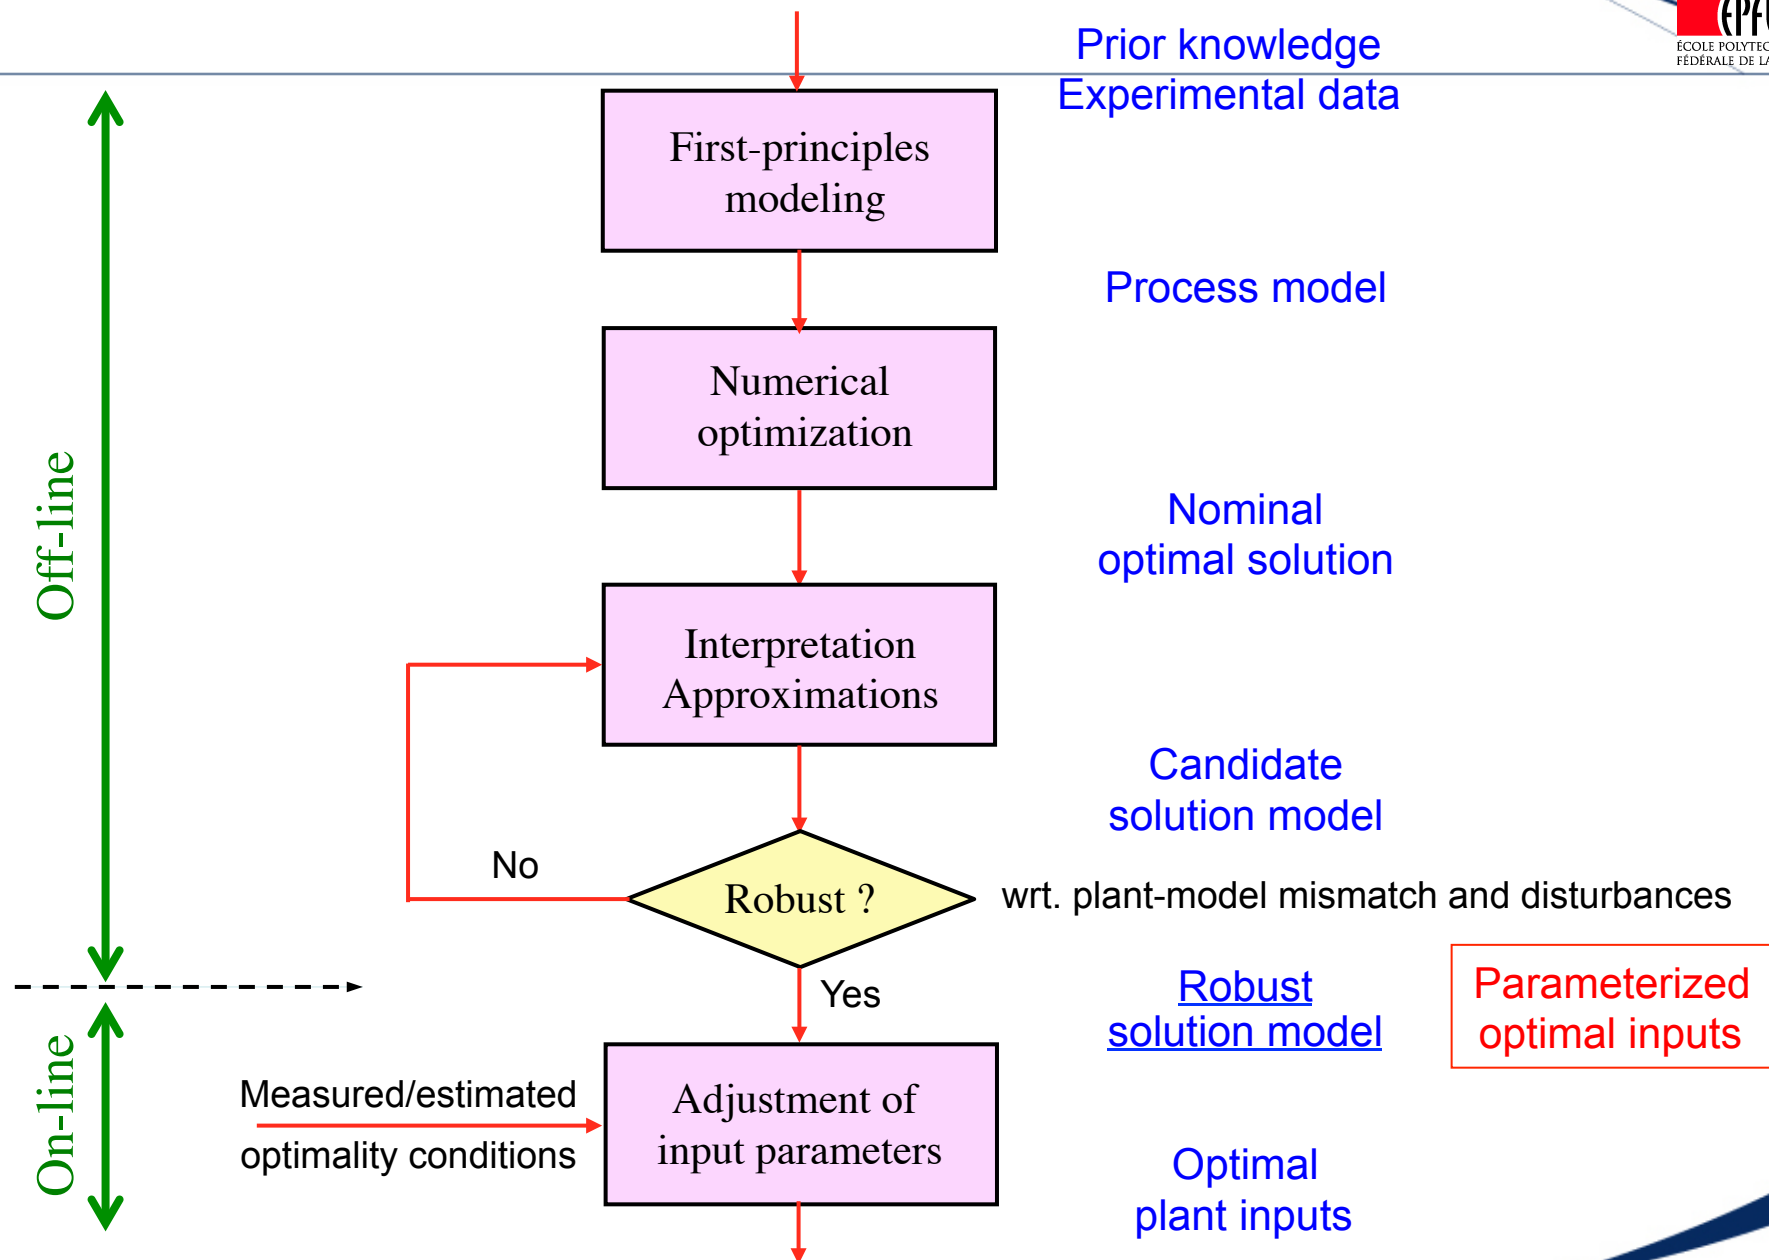 Prior knowledge
Experimental data
First-principles
modeling
Process model
Numerical
optimization
Nominal
optimal solution
Off-line
Interpretation
Approximations
Candidate
solution model
No
Robust ?
wrt. plant-model mismatch and disturbances
Yes
Robust
solution model
Parameterized
optimal inputs
On-line
Measured/estimated
optimality conditions
Adjustment of
input parameters
Optimal
plant inputs